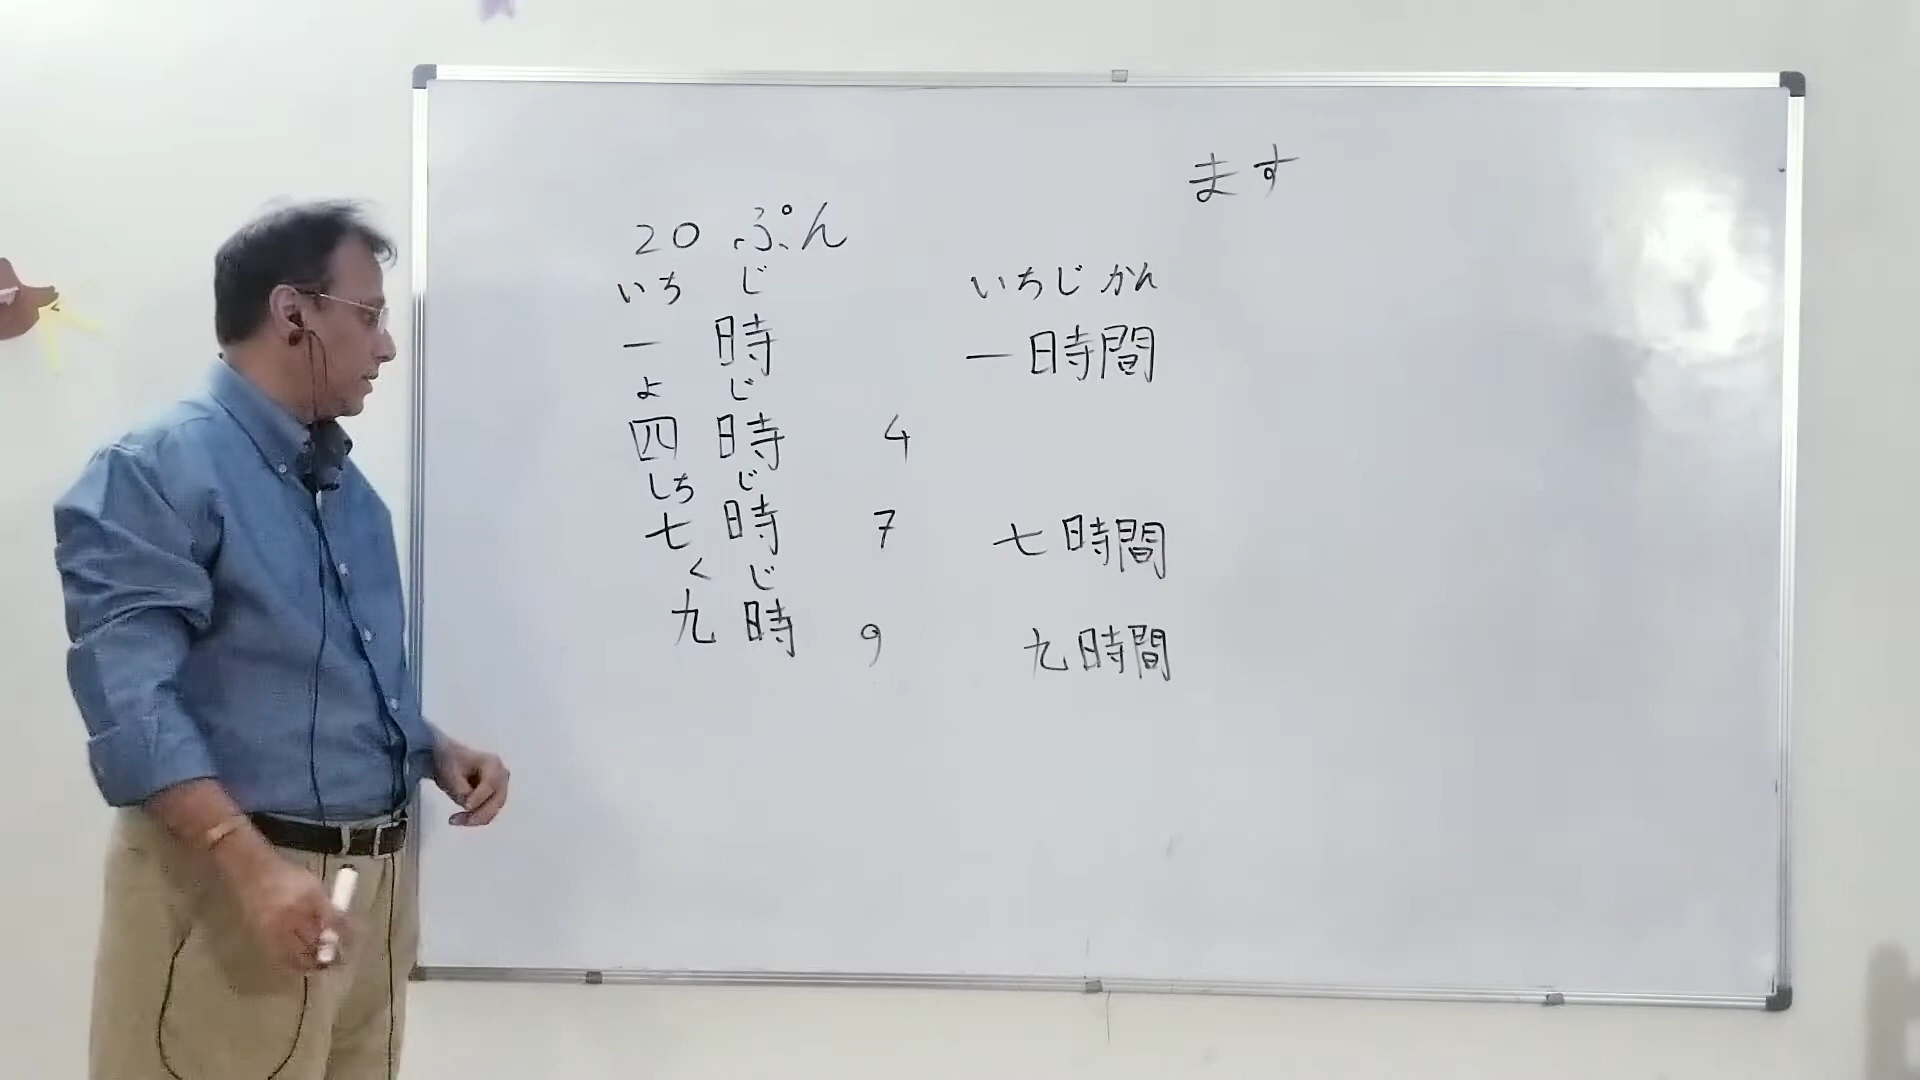 ます
20 ぷん
いち じ いちじかん
一 時 一時間
よ じ
四 時 4
しち じ
七 時 7 七時間
く じ
九 時 9 九時間